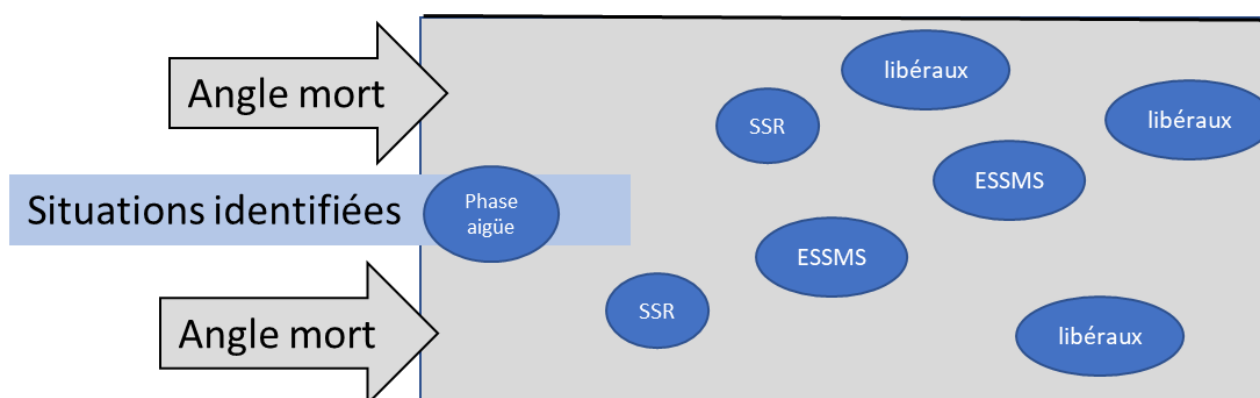 libéraux
Angle mort
SSR
libéraux
ESSMS
Situations identifiées
Phase
aigüe
ESSMS
SSR
Angle mort
libéraux